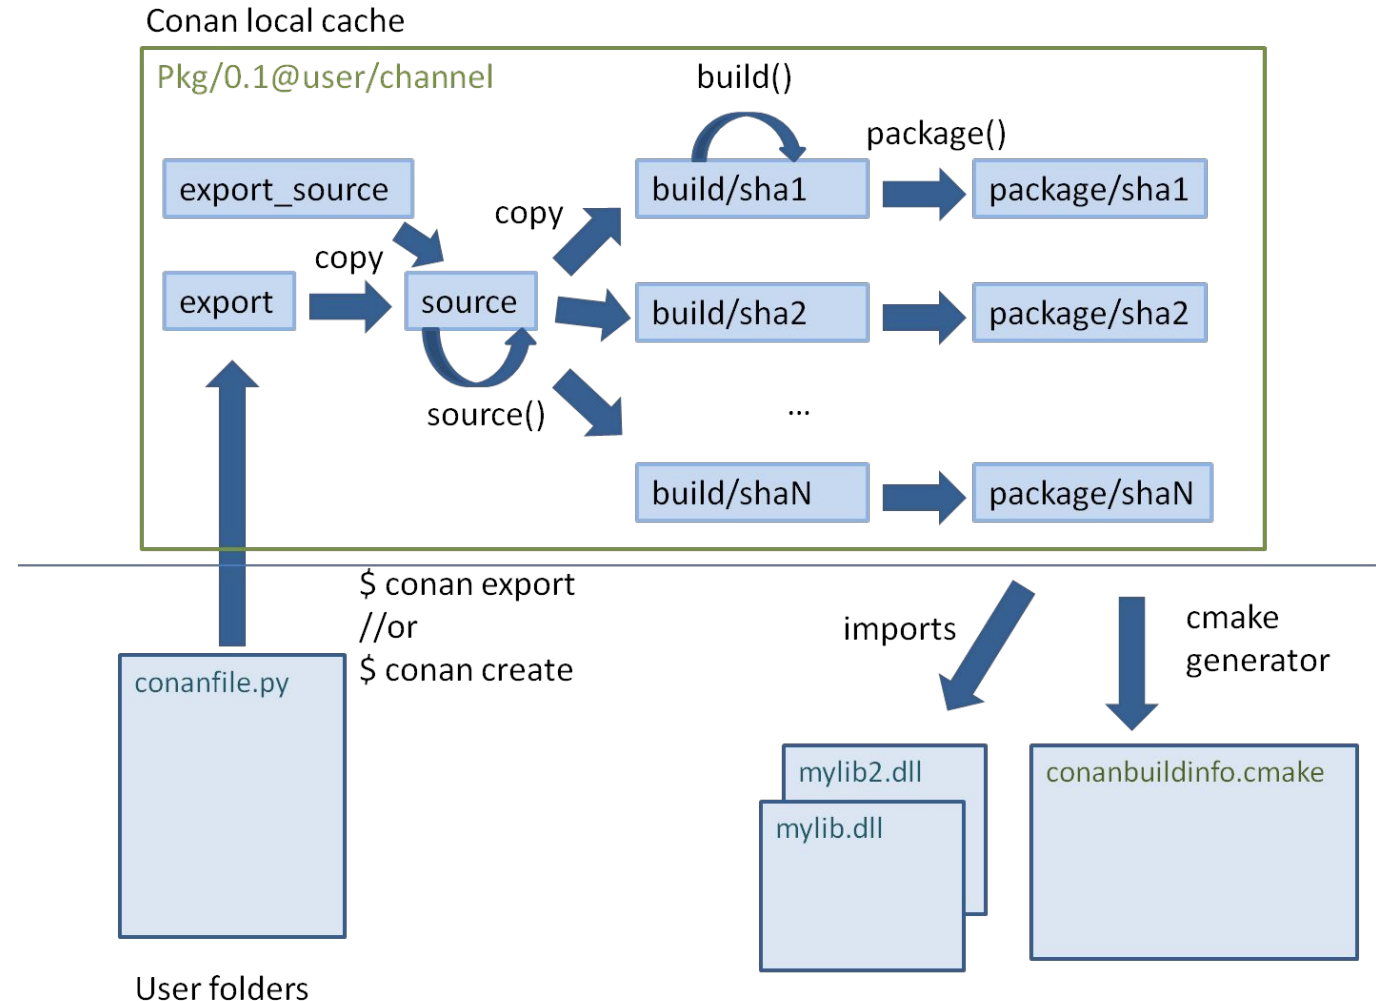 Conan local cache
Pkg/0.1@user/channel
build()
package()
export_source
build/sha1
package/sha1
copy
copy
export
source
build/sha2
package/sha2
source()
...
build/shaN
package/shaN
$ conan export
//or
$ conan create
imports
cmake
generator
conanfile.py
mylib2.dll
conanbuildinfo.cmake
mylib.dll
User folders